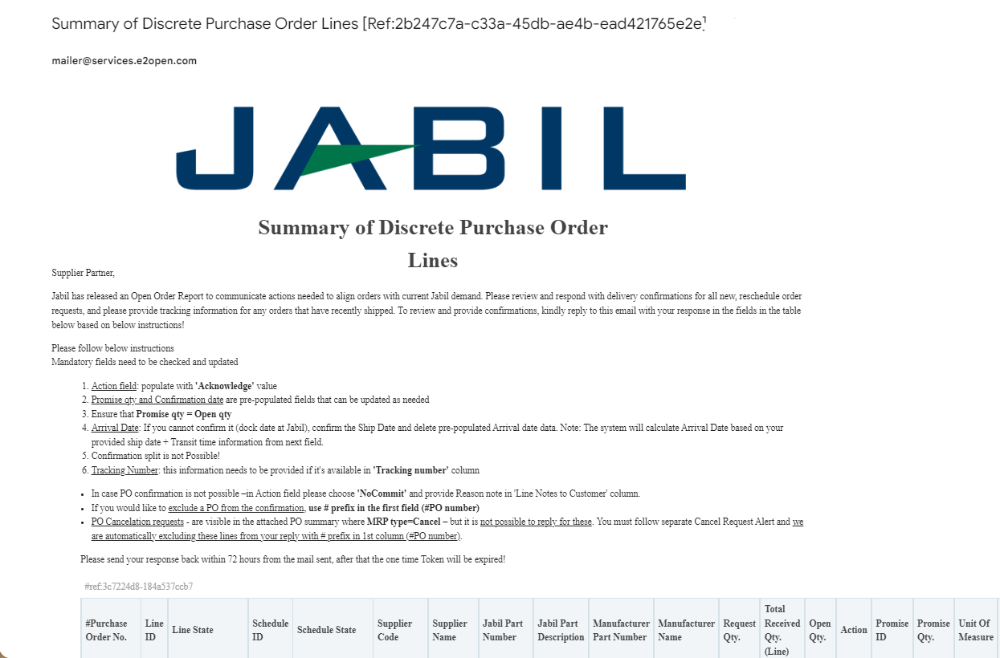 Summary of Discrete Purchase Order Lines [Ref:2b247c7a-c33a-45db-ae4b-ead421765e2e]
mailer@services.e2open.com
JABIL
Summary of Discrete Purchase Order
Lines
Supplier Partner,
Jabil has released an Open Order Report to communicate actions needed to align orders with current Jabil demand. Please review and respond with delivery confirmations for all new, reschedule order
requests, and please provide tracking information for any orders that have recently shipped. To review and provide confirmations, kindly reply to this email with your response in the fields in the table
below based on below instructions!
Please follow below instructions
Mandatory fields need to be checked and updated
1. Action field: populate with 'Acknowledge' value
2. Promise qty and Confirmation date are pre-populated fields that can be updated as needed
3. Ensure that Promise qty = Open qty
4. Arrival Date: If you cannot confirm it (dock date at Jabil), confirm the Ship Date and delete pre-populated Arrival date data. Note: The system will calculate Arrival Date based on your
provided ship date + Transit time information from next field.
5. Confirmation split is not Possible!
6. Tracking Number: this information needs to be provided if it's available in 'Tracking number' column
• In case PO confirmation is not possible –in Action field please choose 'NoCommit' and provide Reason note in 'Line Notes to Customer' column.
• If you would like to exclude a PO from the confirmation, use # prefix in the first field (#PO number)
• PO Cancelation requests - are visible in the attached PO summary where MRP type=Cancel – but it is not possible to reply for these. You must follow separate Cancel Request Alert and we
are automatically excluding these lines from your reply with # prefix in 1st column (#PO number).
Please send your response back within 72 hours from the mail sent, after that the one time Token will be expired!
#ref:3c7224d8-184a537ccb7
#Purchase Order No. Line ID Line State Schedule ID Schedule State Supplier Code Supplier Name Jabil Part Number Jabil Part Description Manufacturer Part Number Manufacturer Name Request Qty. Total Received Qty. (Line) Open Qty. Action Promise ID Promise Qty. Unit Of Measure